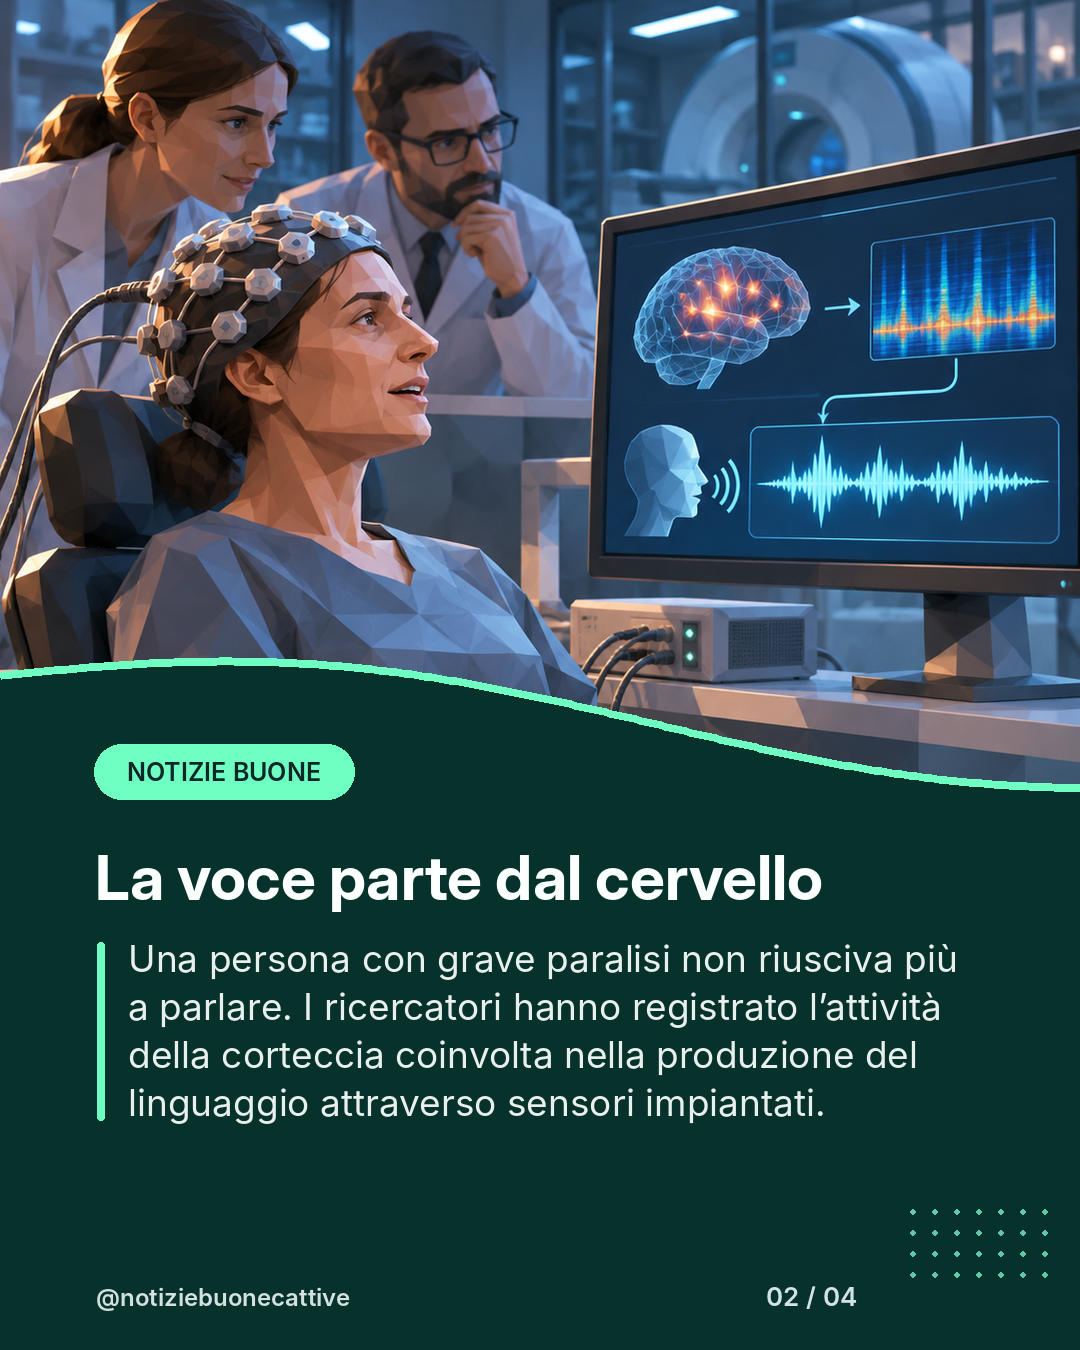 NOTIZIE BUONE
La voce parte dal cervello
Una persona con grave paralisi non riusciva più
a parlare. I ricercatori hanno registrato l’attività
della corteccia coinvolta nella produzione del
linguaggio attraverso sensori impiantati.
@notiziebuonecattive
02 / 04